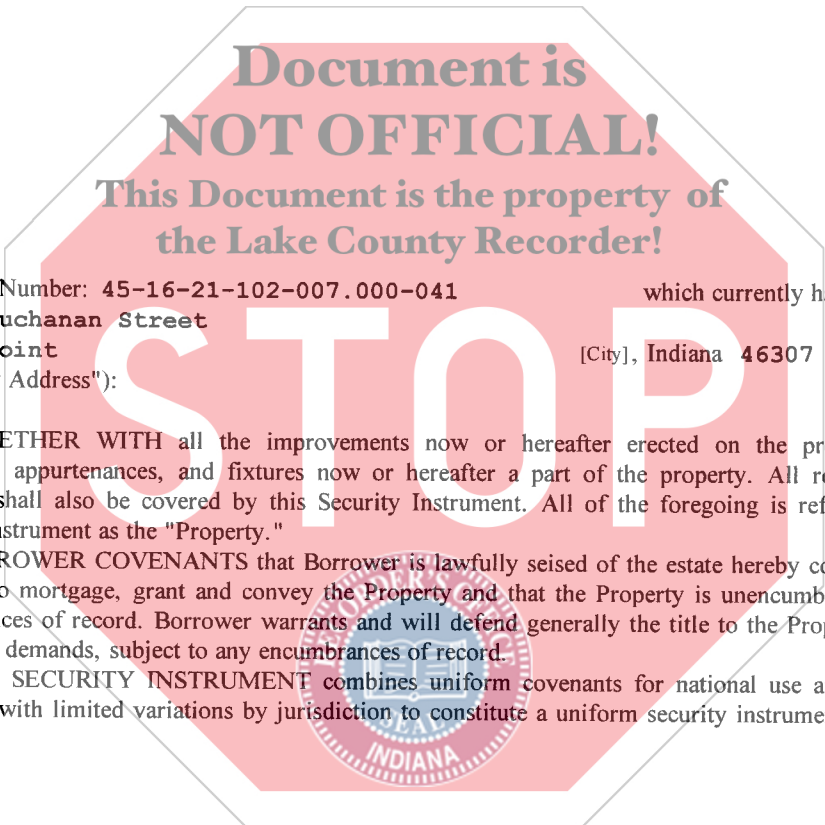 Document is
NOT OFFICIAL!
This Document is the property of
the Lake County Recorder!
Number: 45-16-21-102-007.000-041 which currently h
uchanan Street
oint [City], Indiana 46307
Address"):
STOP
ETHER WITH all the improvements now or hereafter erected on the pr
appurtenances, and fixtures now or hereafter a part of the property. All re
shall also be covered by this Security Instrument. All of the foregoing is ref
strument as the "Property."
ROWER COVENANTS that Borrower is lawfully seised of the estate hereby co
o mortgage, grant and convey the Property and that the Property is unencumb
ces of record. Borrower warrants and will defend generally the title to the Prop
demands, subject to any encumbrances of record.
SECURITY INSTRUMENT combines uniform covenants for national use a
with limited variations by jurisdiction to constitute a uniform security instrume
RECORDER'S OFFICE
SEAL
INDIANA